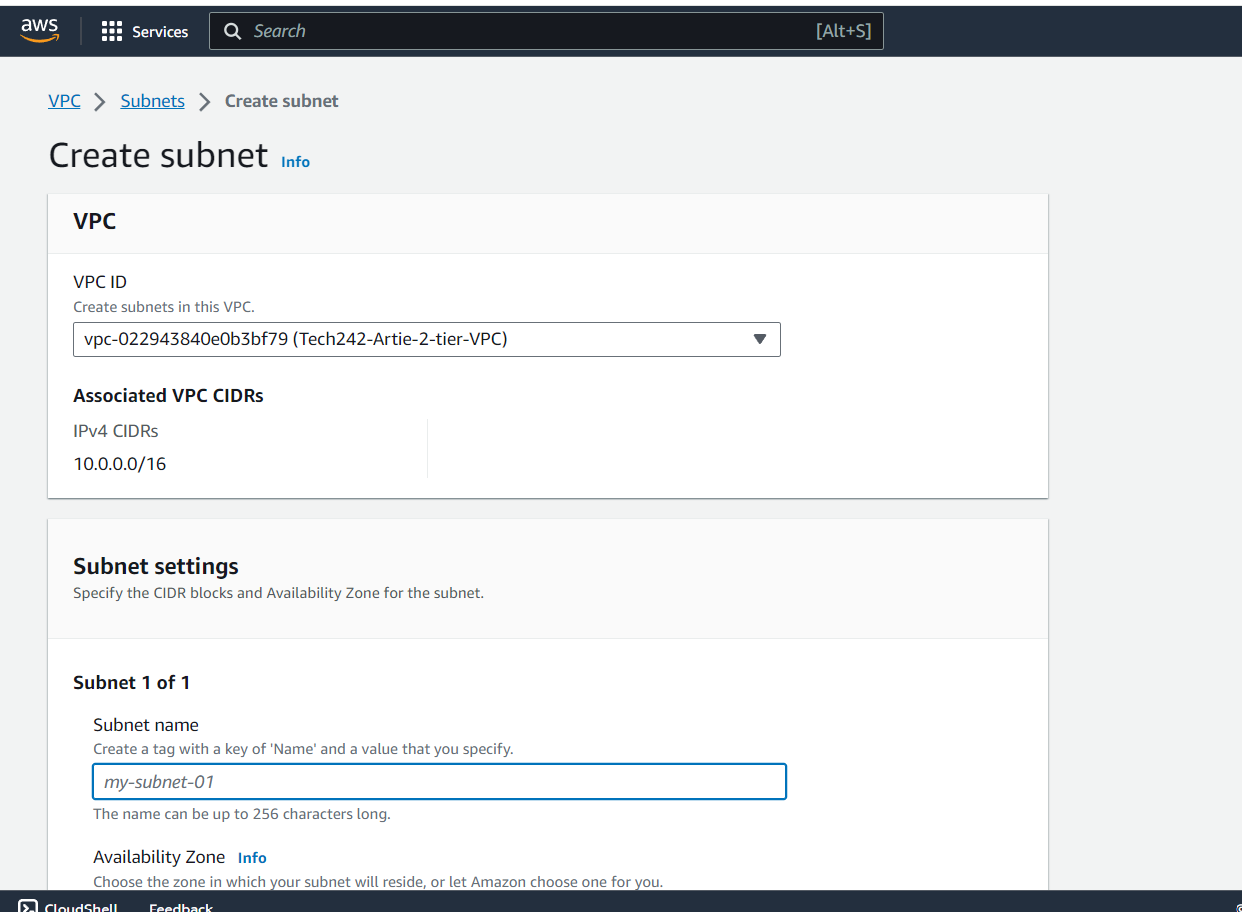 aws Services Search [Alt+S]
VPC Subnets Create subnet
Create subnet Info
VPC
VPC ID
Create subnets in this VPC.
vpc-022943840e0b3bf79 (Tech242-Artie-2-tier-VPC)
Associated VPC CIDRs
IPv4 CIDRs
10.0.0.0/16
Subnet settings
Specify the CIDR blocks and Availability Zone for the subnet.
Subnet 1 of 1
Subnet name
Create a tag with a key of 'Name' and a value that you specify.
my-subnet-01
The name can be up to 256 characters long.
Availability Zone Info
Choose the zone in which your subnet will reside, or let Amazon choose one for you.
CloudShell Feedback